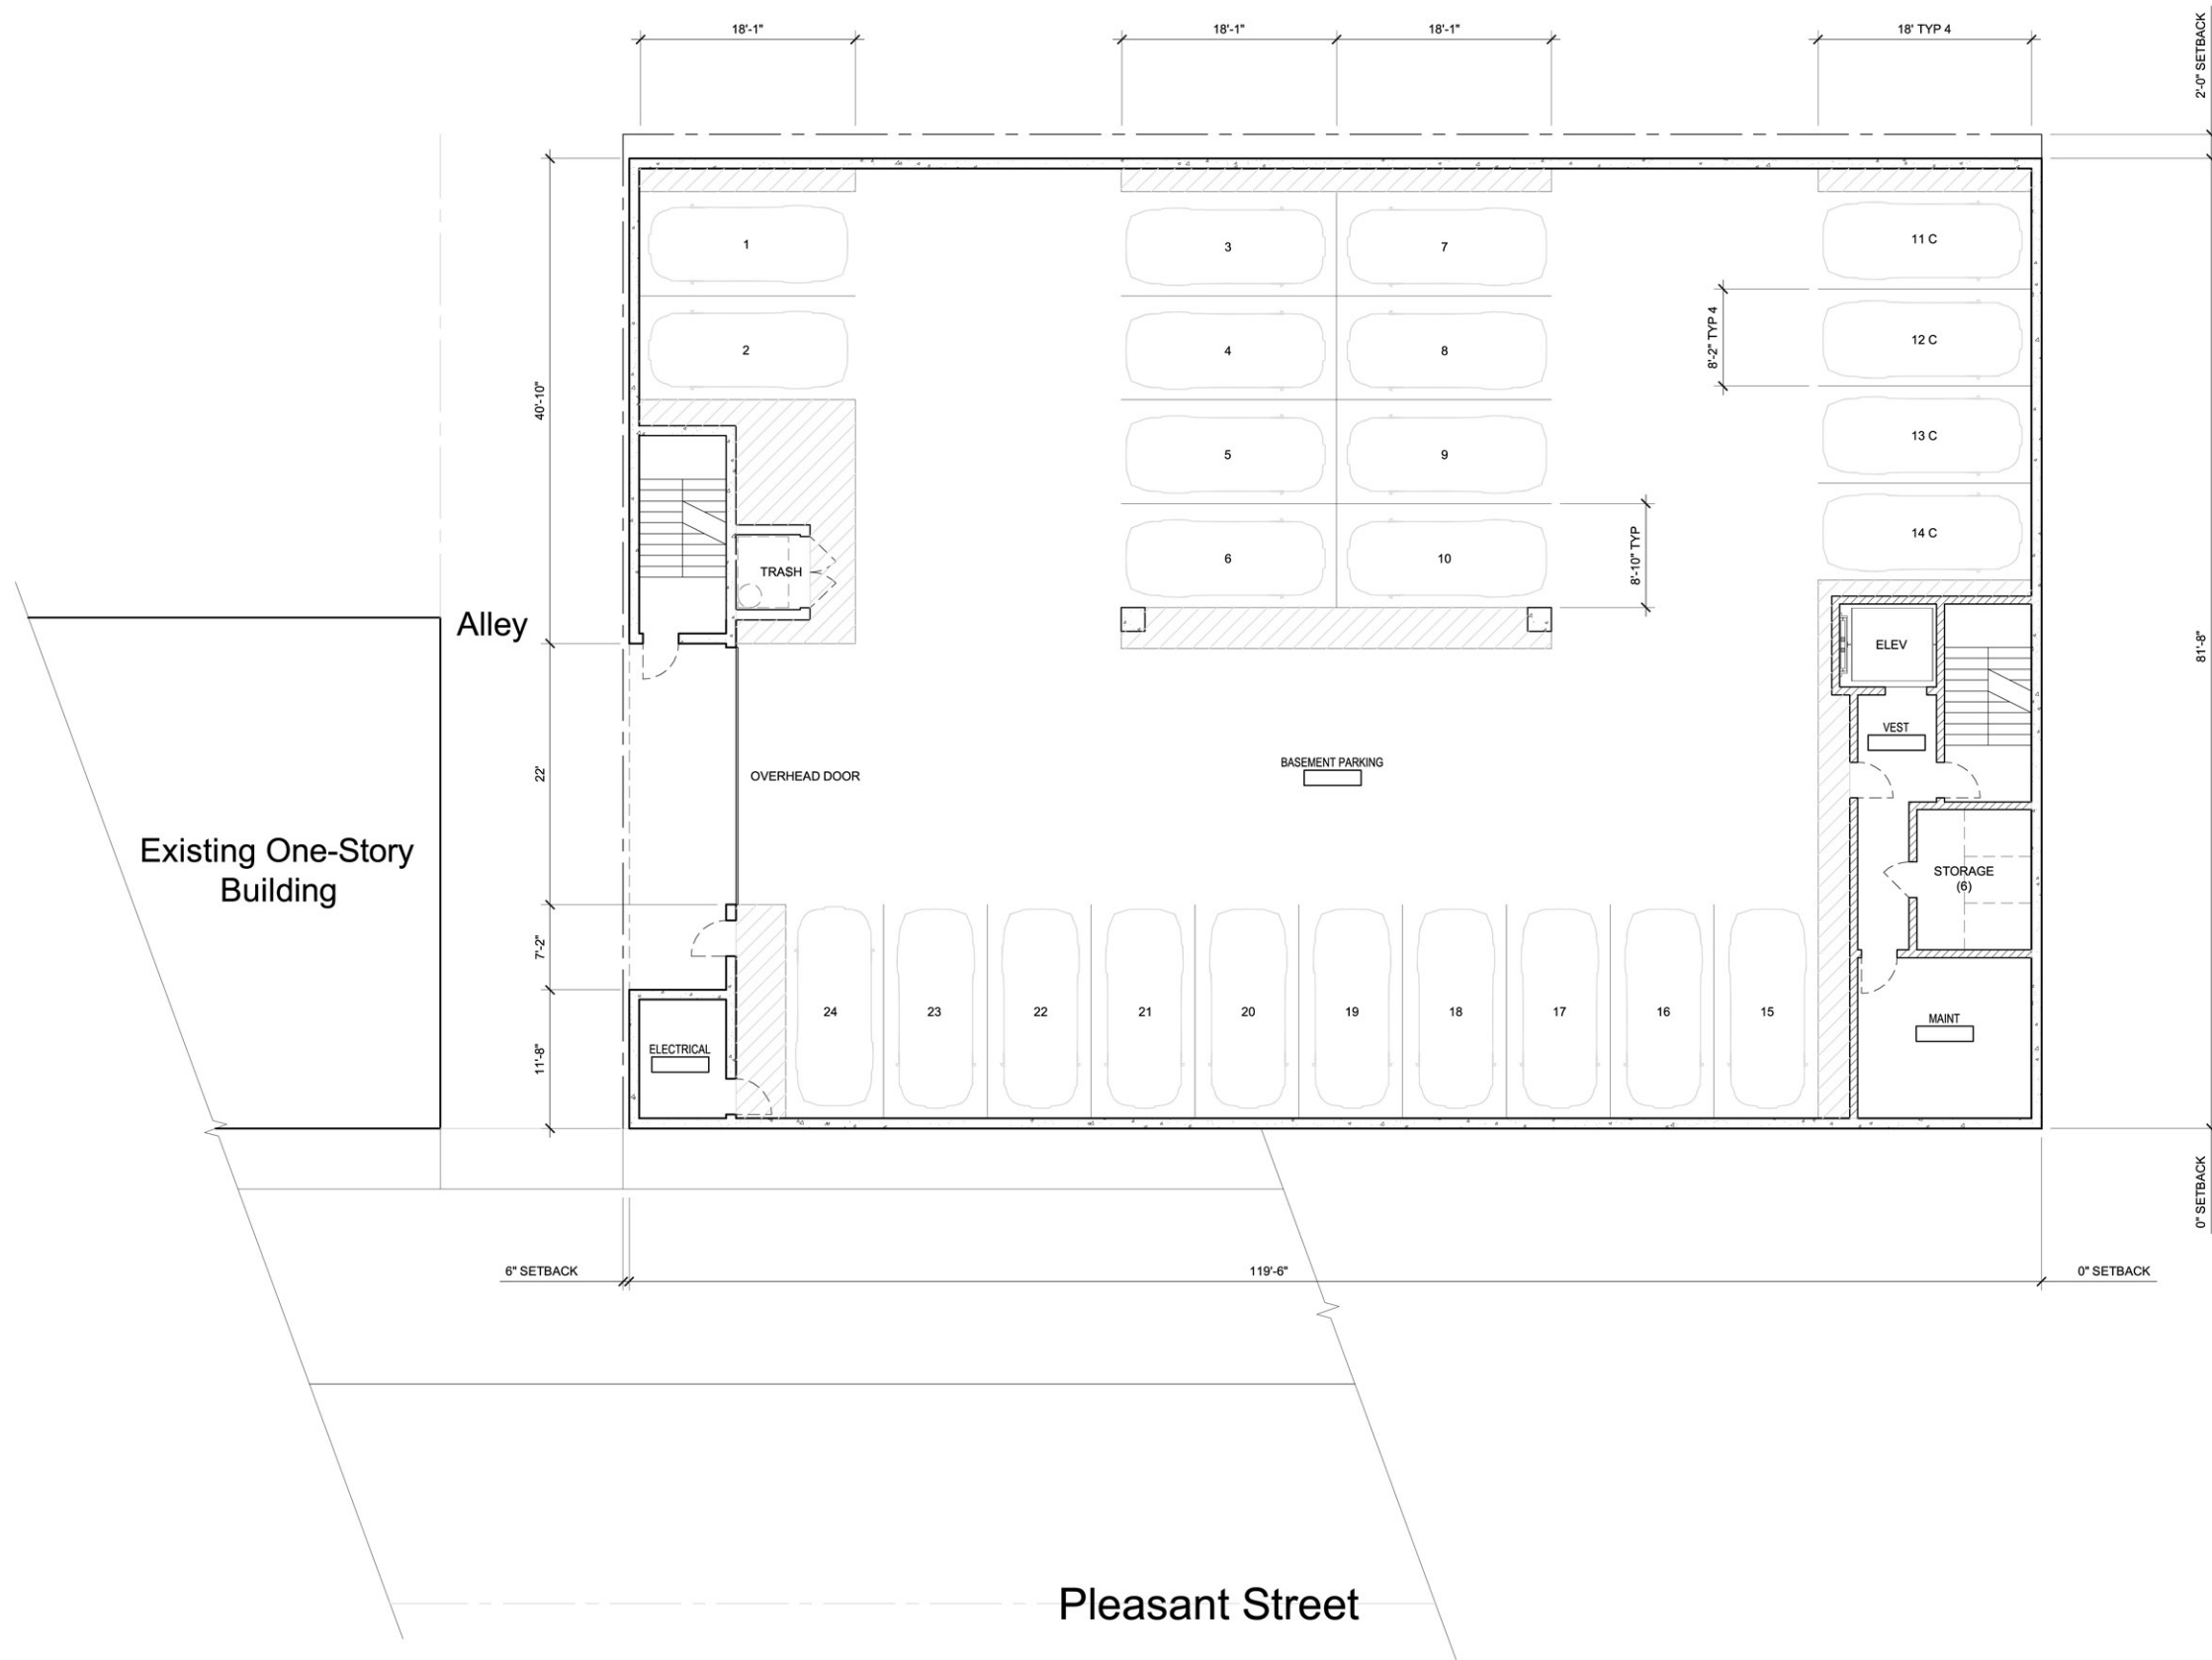 18'-1"
18'-1"
18'-1"
18' TYP 4
2'-0" SETBACK
1
3
7
11 C
2
4
8
12 C
8'-2" TYP 4
40'-10"
5
9
13 C
6
10
14 C
8'-10" TYP
TRASH
Alley
ELEV
81'-8"
VEST
22'
OVERHEAD DOOR
BASEMENT PARKING
Existing One-Story
Building
STORAGE
(6)
7'-2"
24
23
22
21
20
19
18
17
16
15
MAINT
ELECTRICAL
11'-8"
0" SETBACK
6" SETBACK
119'-6"
0" SETBACK
Pleasant Street